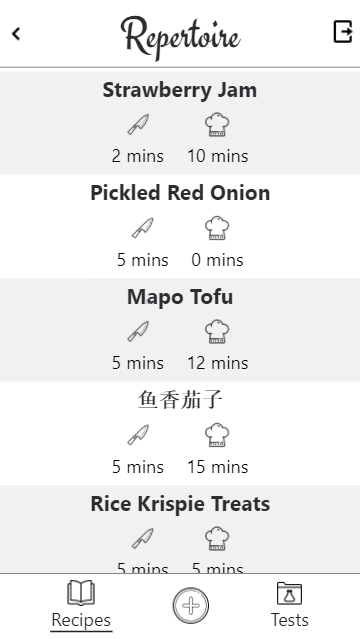 Repertoire
Strawberry Jam
2 mins 10 mins
Pickled Red Onion
5 mins 0 mins
Mapo Tofu
5 mins 12 mins
鱼香茄子
5 mins 15 mins
Rice Krispie Treats
5 mins 5 mins
Recipes Tests